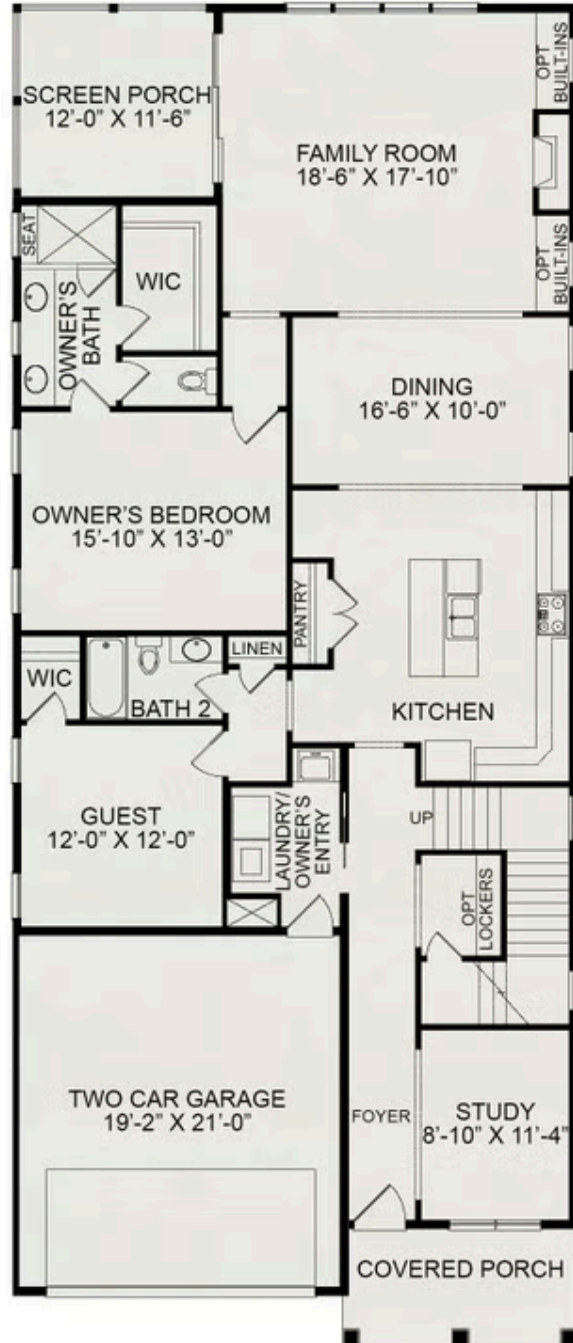 SCREEN PORCH
12'-0" X 11'-6"
FAMILY ROOM
18'-6" X 17'-10"
OPT
BUILT-INS
OPT
BUILT-INS
SEAT
WIC
OWNER'S
BATH
DINING
16'-6" X 10'-0"
OWNER'S BEDROOM
15'-10" X 13'-0"
PANTRY
LINEN
WIC
BATH 2
KITCHEN
GUEST
12'-0" X 12'-0"
LAUNDRY/
OWNER'S
ENTRY
UP
OPT
LOCKERS
TWO CAR GARAGE
19'-2" X 21'-0"
FOYER
STUDY
8'-10" X 11'-4"
COVERED PORCH